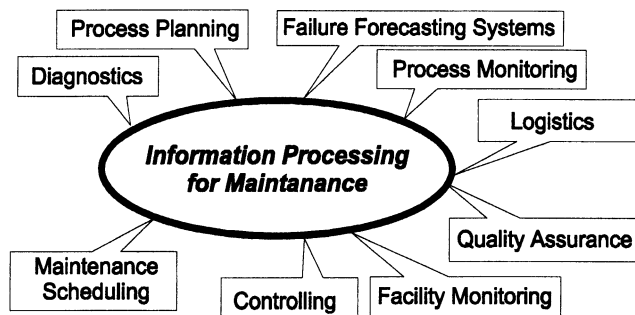 Process Planning
Failure Forecasting Systems
Diagnostics
Process Monitoring
Logistics
Information Processing
for Maintanance
Quality Assurance
Maintenance
Scheduling
Controlling
Facility Monitoring